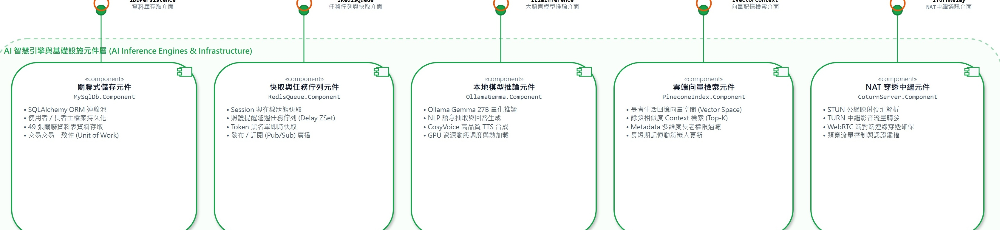 IDbPersistence
資料庫存取介面
IRedisQueue
任務佇列與快取介面
ILlmInference
大語言模型推論介面
IVectorContext
向量記憶檢索介面
ITurnRelay
NAT中繼通訊介面
AI 智慧引擎與基礎設施元件層 (AI Inference Engines & Infrastructure)
«component»
關聯式儲存元件
MySqlDb.Component
• SQLAlchemy ORM 連線池
• 使用者 / 長者主檔案持久化
• 49 張關聯資料表資料存取
• 交易交易一致性 (Unit of Work)
«component»
快取與任務佇列元件
RedisQueue.Component
• Session 與在線狀態快取
• 照護提醒延遲任務佇列 (Delay ZSet)
• Token 黑名單即時快取
• 發布 / 訂閱 (Pub/Sub) 廣播
«component»
本地模型推論元件
OllamaGemma.Component
• Ollama Gemma 27B 量化推論
• NLP 語意抽取與回答生成
• CosyVoice 高品質 TTS 合成
• GPU 資源動態調度與熱加載
«component»
雲端向量檢索元件
PineconeIndex.Component
• 長者生活回憶向量空間 (Vector Space)
• 餘弦相似度 Context 檢索 (Top-K)
• Metadata 多維度長老權限過濾
• 長短期記憶動態嵌入更新
«component»
NAT 穿透中繼元件
CoturnServer.Component
• STUN 公網映射位址解析
• TURN 中繼影音流量轉發
• WebRTC 端對端連線穿透確保
• 頻寬流量控制與認證鑑權